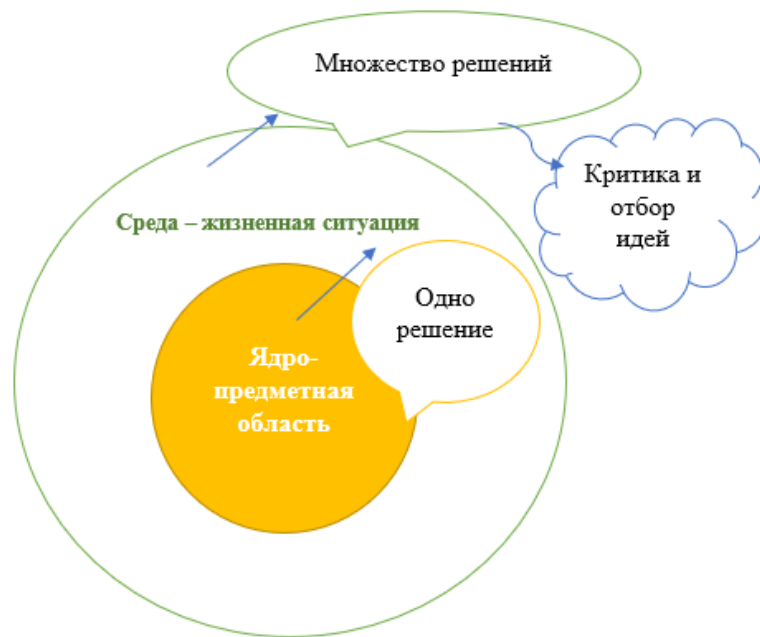 Множество решений
Критика и
отбор
идей
Среда – жизненная ситуация
Одно
решение
Ядро-
предметная
область